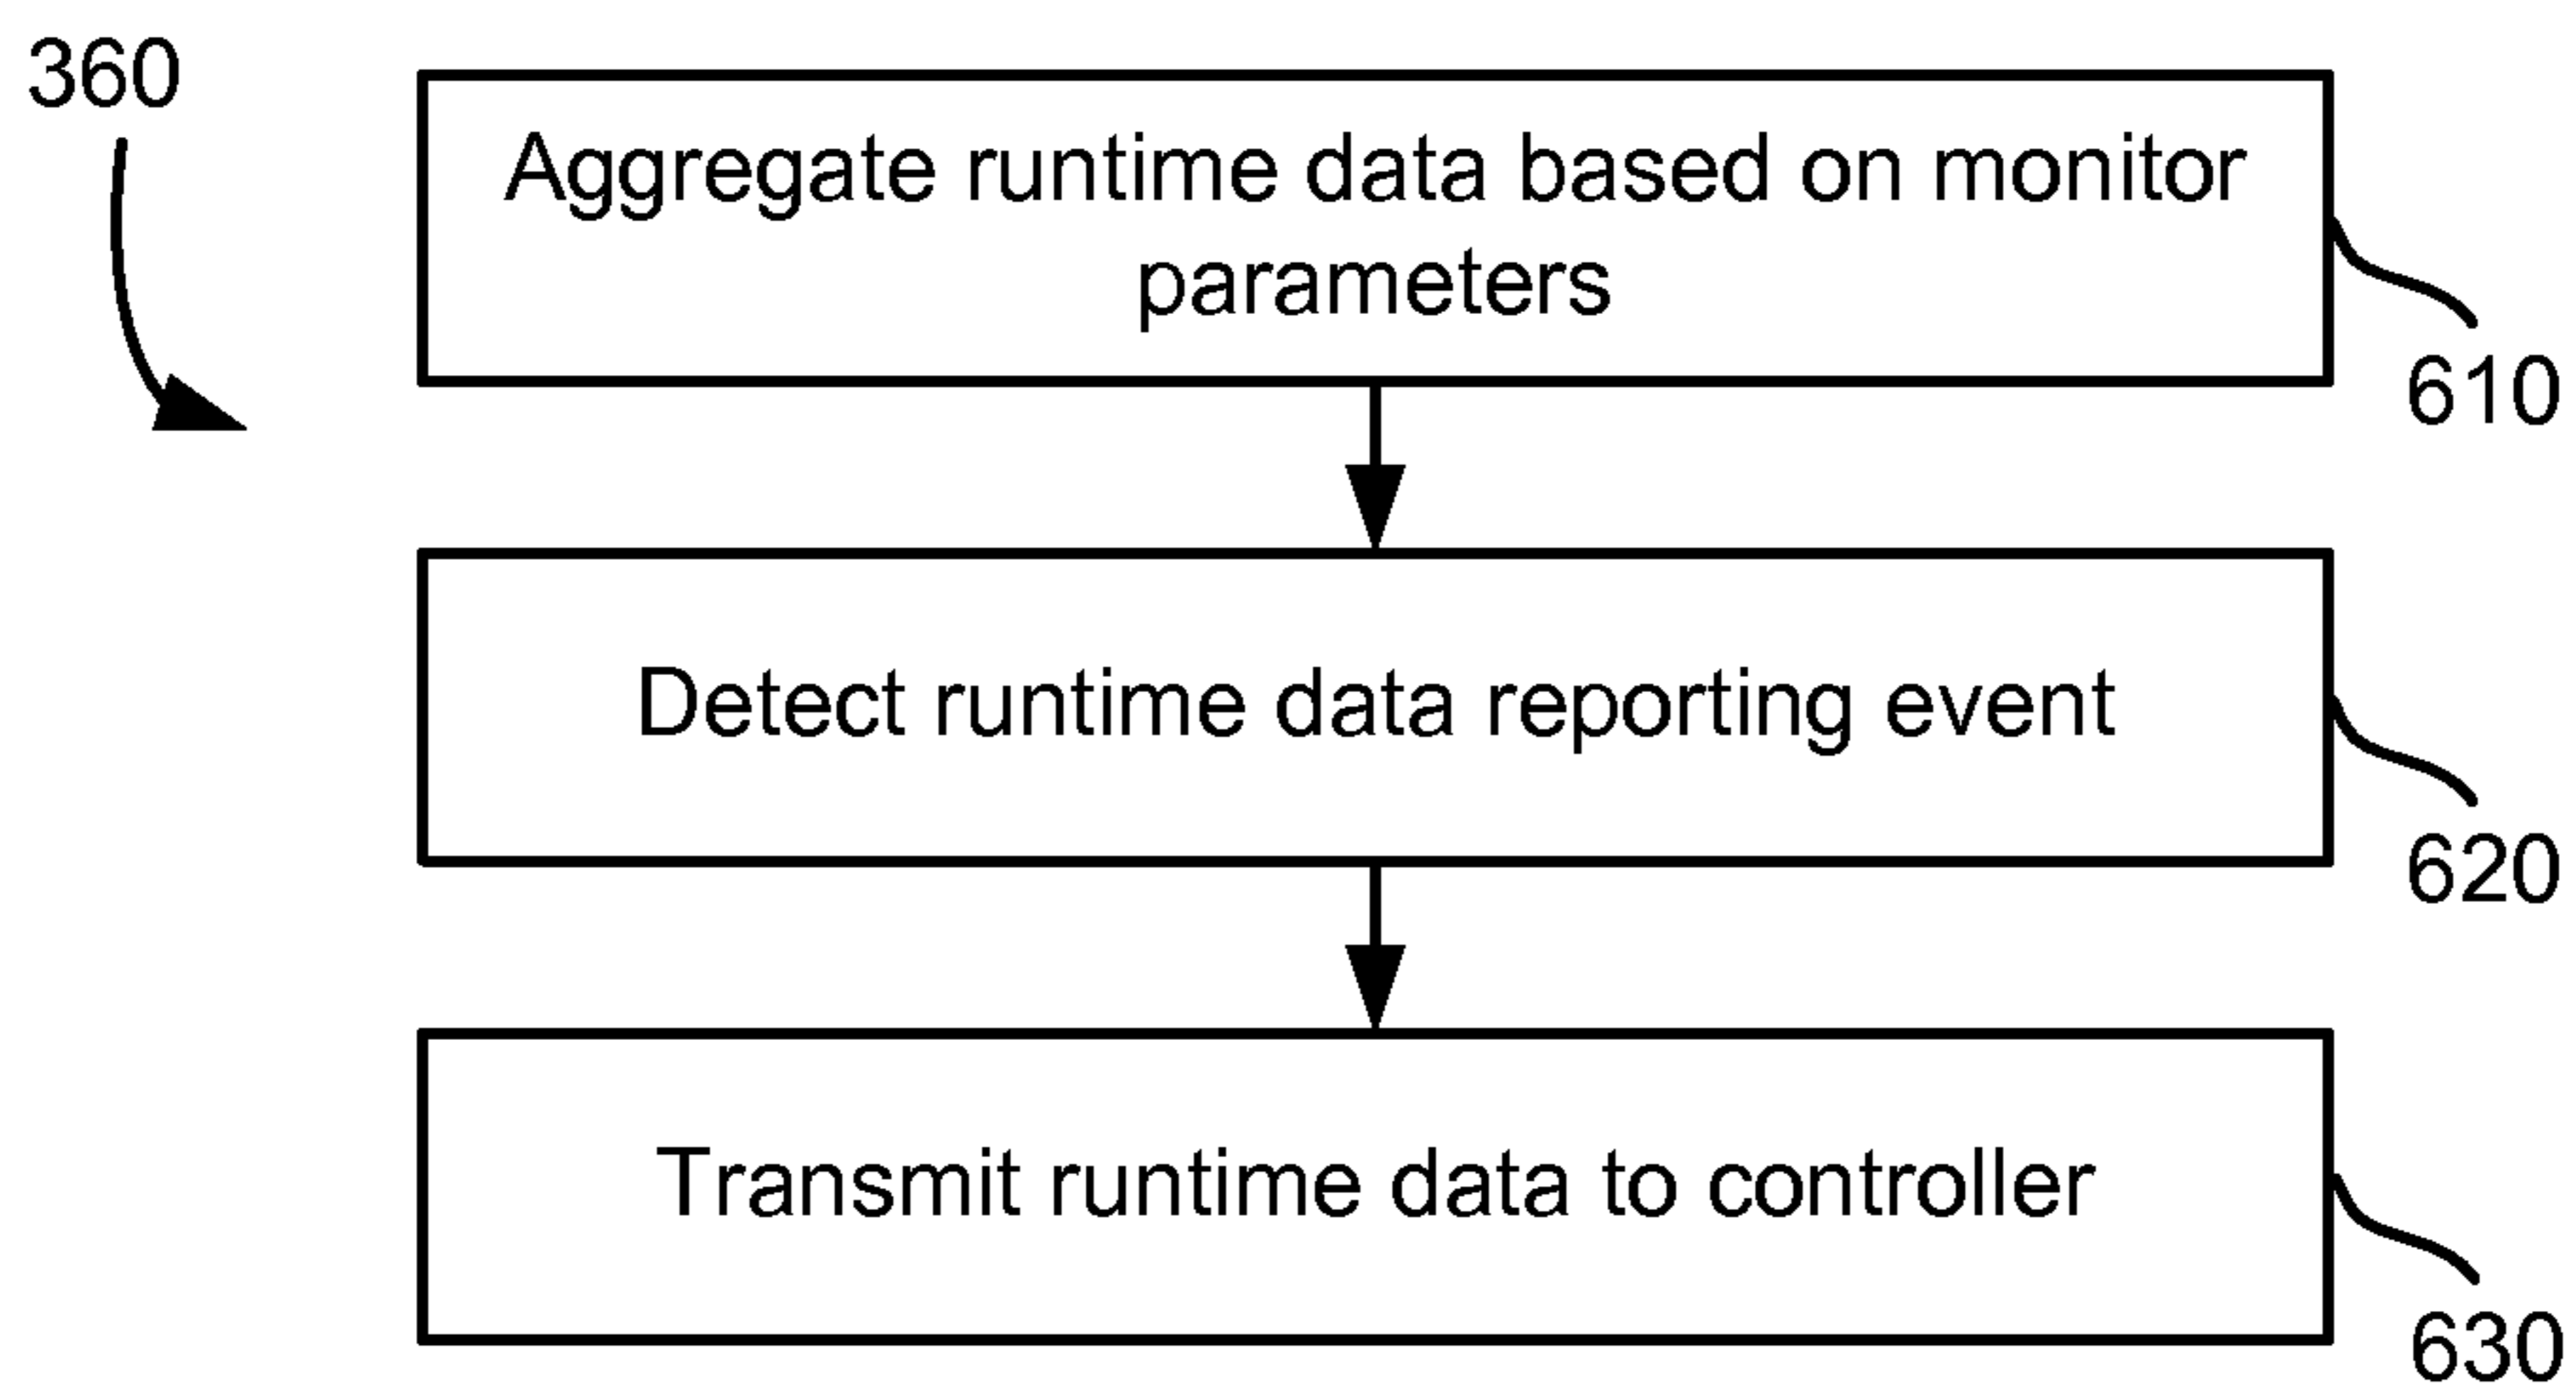 360
Aggregate runtime data based on monitor
parameters
610
Detect runtime data reporting event
620
Transmit runtime data to controller
630